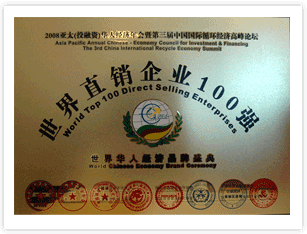 2008亚太(投融资)华人经济年会暨第三届中国国际循环经济高峰论坛
Asia Pacific Annual Chinese - Economy Council for Investment & Financing
The 3rd China International Recycle Economy Summit
世界直销企业100强
World Top 100 Direct Selling Enterprises
世界华人经济品牌盛典
World Chinese Economy Brand Ceremony